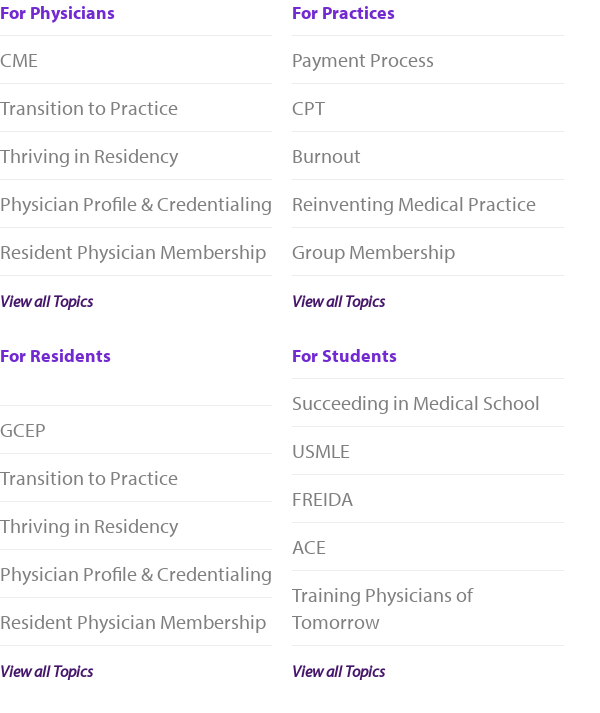 For Physicians
CME
Transition to Practice
Thriving in Residency
Physician Profile & Credentialing
Resident Physician Membership
View all Topics
For Practices
Payment Process
CPT
Burnout
Reinventing Medical Practice
Group Membership
View all Topics
For Residents
GCEP
Transition to Practice
Thriving in Residency
Physician Profile & Credentialing
Resident Physician Membership
View all Topics
For Students
Succeeding in Medical School
USMLE
FREIDA
ACE
Training Physicians of
Tomorrow
View all Topics